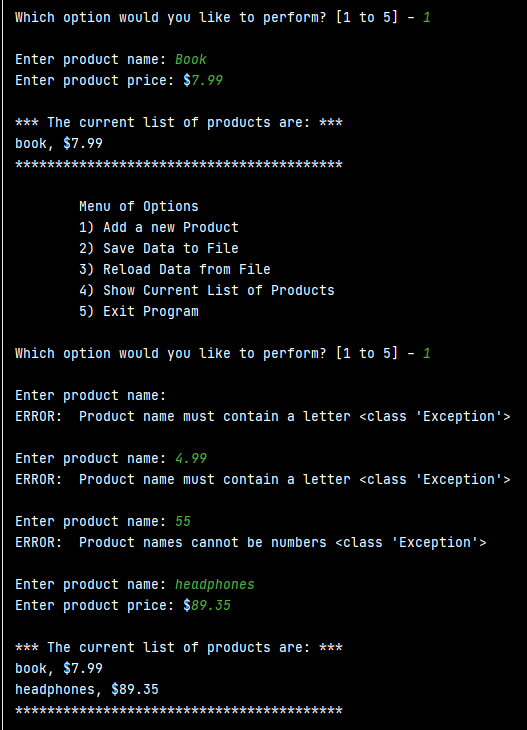 Which option would you like to perform? [1 to 5] - 1
Enter product name: Book
Enter product price: $7.99
*** The current list of products are: ***
book, $7.99
*****************************************
Menu of Options
1) Add a new Product
2) Save Data to File
3) Reload Data from File
4) Show Current List of Products
5) Exit Program
Which option would you like to perform? [1 to 5] - 1
Enter product name:
ERROR:  Product name must contain a letter <class 'Exception'>
Enter product name: 4.99
ERROR:  Product name must contain a letter <class 'Exception'>
Enter product name: 55
ERROR:  Product names cannot be numbers <class 'Exception'>
Enter product name: headphones
Enter product price: $89.35
*** The current list of products are: ***
book, $7.99
headphones, $89.35
*****************************************